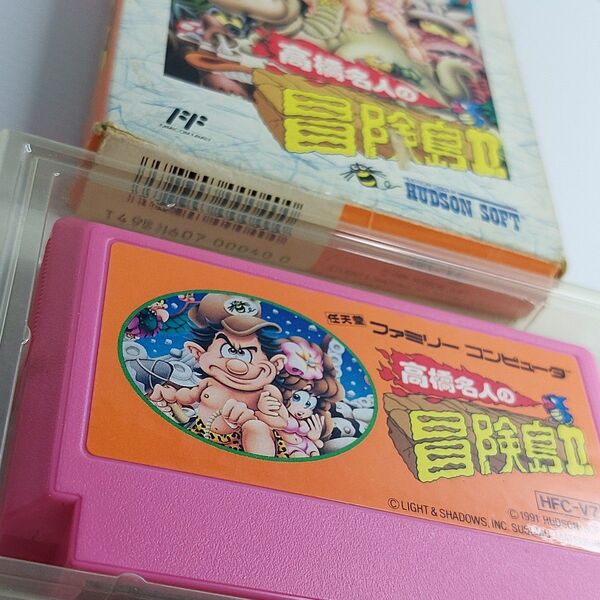 高橋名人の
冒険島II
HUDSON SOFT
任天堂 ファミリー コンピュータ
高橋名人の
冒険島II
HFC-V7
©LIGHT & SHADOWS, INC.
©1991 HUDSON